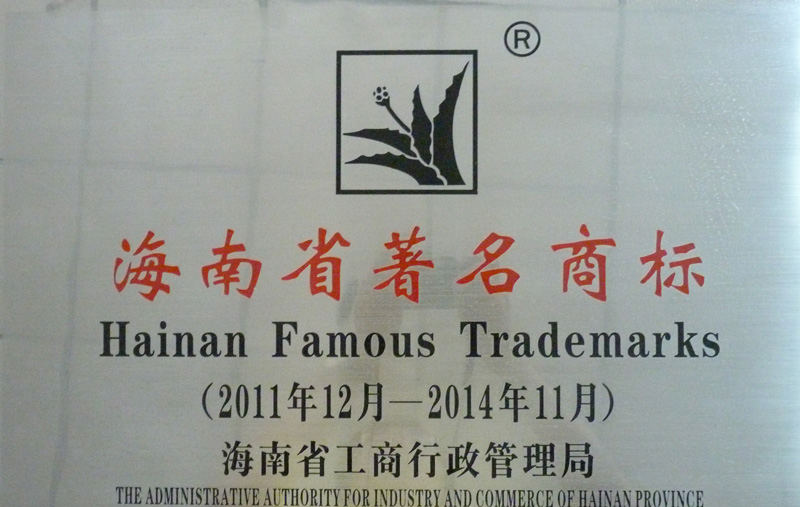 ®
海南省著名商标
Hainan Famous Trademarks
（2011年12月—2014年11月）
海南省工商行政管理局
THE ADMINISTRATIVE AUTHORITY FOR INDUSTRY AND COMMERCE OF HAINAN PROVINCE